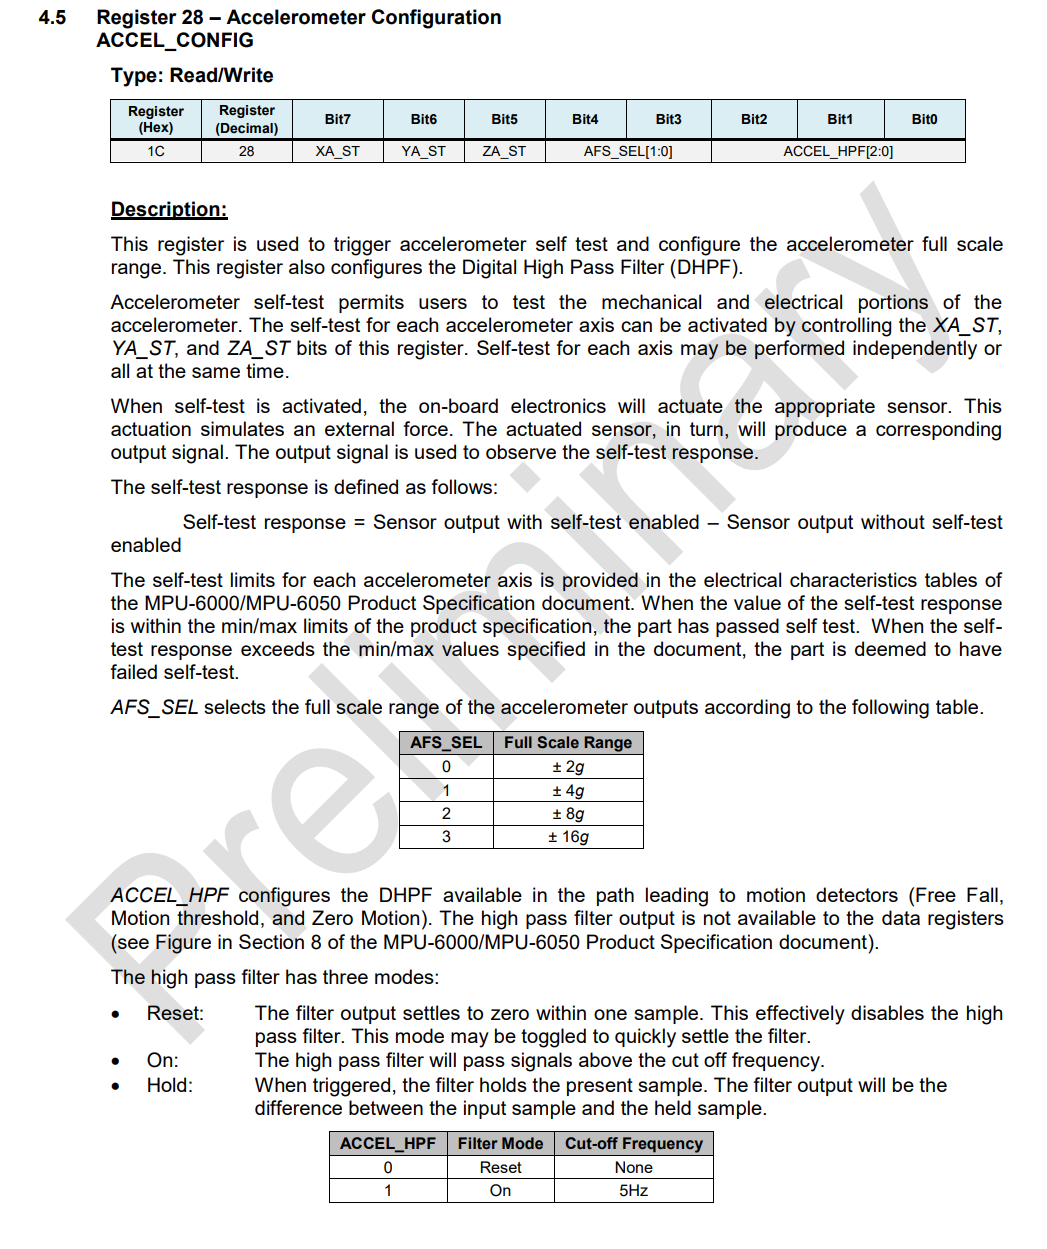 4.5 Register 28 – Accelerometer Configuration
ACCEL_CONFIG
Type: Read/Write
Register (Hex) Register (Decimal) Bit7 Bit6 Bit5 Bit4 Bit3 Bit2 Bit1 Bit0
1C 28 XA_ST YA_ST ZA_ST AFS_SEL[1:0] ACCEL_HPF[2:0]
Description:
This register is used to trigger accelerometer self test and configure the accelerometer full scale
range. This register also configures the Digital High Pass Filter (DHPF).
Accelerometer self-test permits users to test the mechanical and electrical portions of the
accelerometer. The self-test for each accelerometer axis can be activated by controlling the XA_ST,
YA_ST, and ZA_ST bits of this register. Self-test for each axis may be performed independently or
all at the same time.
When self-test is activated, the on-board electronics will actuate the appropriate sensor. This
actuation simulates an external force. The actuated sensor, in turn, will produce a corresponding
output signal. The output signal is used to observe the self-test response.
The self-test response is defined as follows:
Self-test response = Sensor output with self-test enabled – Sensor output without self-test
enabled
The self-test limits for each accelerometer axis is provided in the electrical characteristics tables of
the MPU-6000/MPU-6050 Product Specification document. When the value of the self-test response
is within the min/max limits of the product specification, the part has passed self test. When the self-
test response exceeds the min/max values specified in the document, the part is deemed to have
failed self-test.
AFS_SEL selects the full scale range of the accelerometer outputs according to the following table.
AFS_SEL Full Scale Range
0 ± 2g
1 ± 4g
2 ± 8g
3 ± 16g
ACCEL_HPF configures the DHPF available in the path leading to motion detectors (Free Fall,
Motion threshold, and Zero Motion). The high pass filter output is not available to the data registers
(see Figure in Section 8 of the MPU-6000/MPU-6050 Product Specification document).
The high pass filter has three modes:
• Reset: The filter output settles to zero within one sample. This effectively disables the high
pass filter. This mode may be toggled to quickly settle the filter.
• On: The high pass filter will pass signals above the cut off frequency.
• Hold: When triggered, the filter holds the present sample. The filter output will be the
difference between the input sample and the held sample.
ACCEL_HPF Filter Mode Cut-off Frequency
0 Reset None
1 On 5Hz
Preliminary